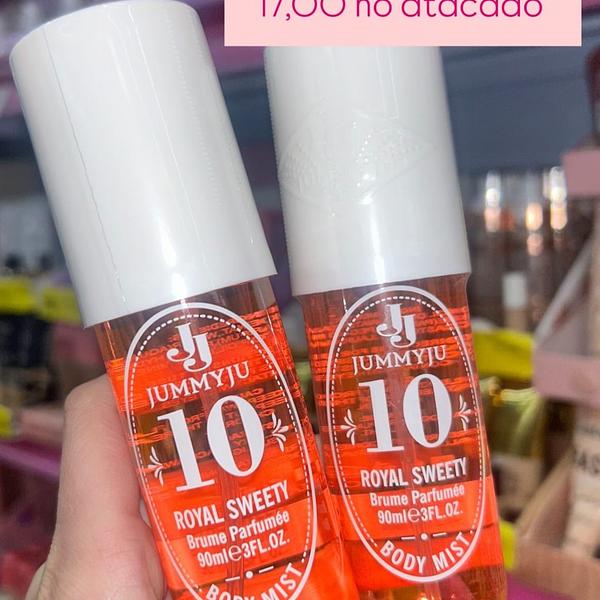 17,00 no atacado
JJ
JUMMYJU
10
ROYAL SWEETY
Brume Parfumée
90ml℮3FL.OZ.
BODY MIST
JJ
JUMMYJU
10
ROYAL SWEETY
Brume Parfumée
90ml℮3FL.OZ.
BODY MIST